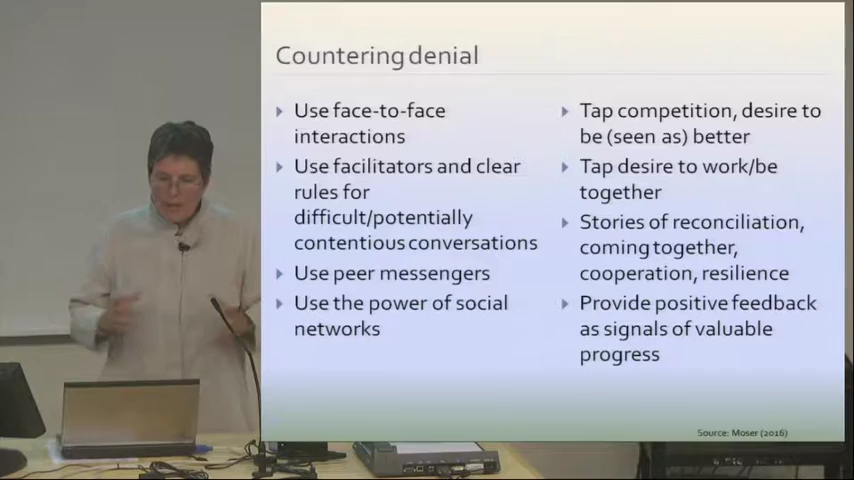 Countering denial
Use face-to-face
interactions
Use facilitators and clear
rules for
difficult/potentially
contentious conversations
Use peer messengers
Use the power of social
networks
Tap competition, desire to
be (seen as) better
Tap desire to work/be
together
Stories of reconciliation,
coming together,
cooperation, resilience
Provide positive feedback
as signals of valuable
progress
Source: Moser (2016)